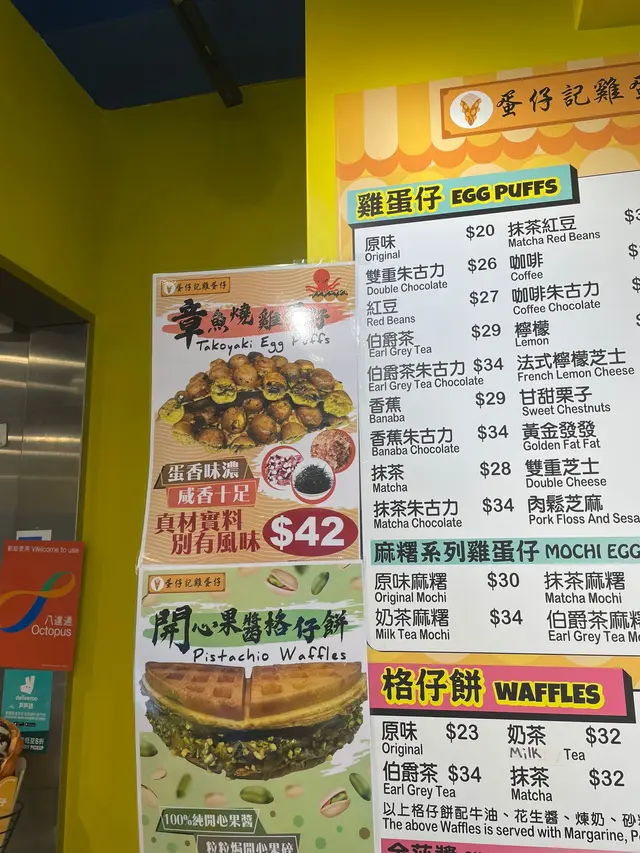 蛋仔記雞蛋
雞蛋仔 EGG PUFFS
原味 $20
Original
雙重朱古力 $26
Double Chocolate
紅豆 $27
Red Beans
伯爵茶 $29
Earl Grey Tea
伯爵茶朱古力 $34
Earl Grey Tea Chocolate
香蕉 $29
Banaba
香蕉朱古力 $34
Banaba Chocolate
抹茶 $28
Matcha
抹茶朱古力 $34
Matcha Chocolate
抹茶紅豆
Matcha Red Beans
咖啡
Coffee
咖啡朱古力
Coffee Chocolate
檸檬
Lemon
法式檸檬芝士
French Lemon Cheese
甘甜栗子
Sweet Chestnuts
黃金發發
Golden Fat Fat
雙重芝士
Double Cheese
肉鬆芝麻
Pork Floss And Sesa
麻糬系列雞蛋仔 MOCHI EGG
原味麻糬 $30 抹茶麻糬
Original Mochi Matcha Mochi
奶茶麻糬 $34 伯爵茶麻糬
Milk Tea Mochi Earl Grey Tea Mo
格仔餅 WAFFLES
原味 $23 奶茶 $32
Original Milk Tea
伯爵茶 $34 抹茶 $32
Earl Grey Tea Matcha
以上格仔餅配牛油、花生醬、煉奶、砂
The above Waffles is served with Margarine, P
蛋仔記雞蛋仔
章魚燒雞蛋仔
Takoyaki Egg Puffs
蛋香味濃
咸香十足
真材實料
別有風味 $42
蛋仔記雞蛋仔
開心果醬格仔餅
Pistachio Waffles
100%純開心果醬
粒粒焗開心果碎
歡迎使用 Welcome to use
八達通
Octopus
deliveroo
戶戶送
PICKUP